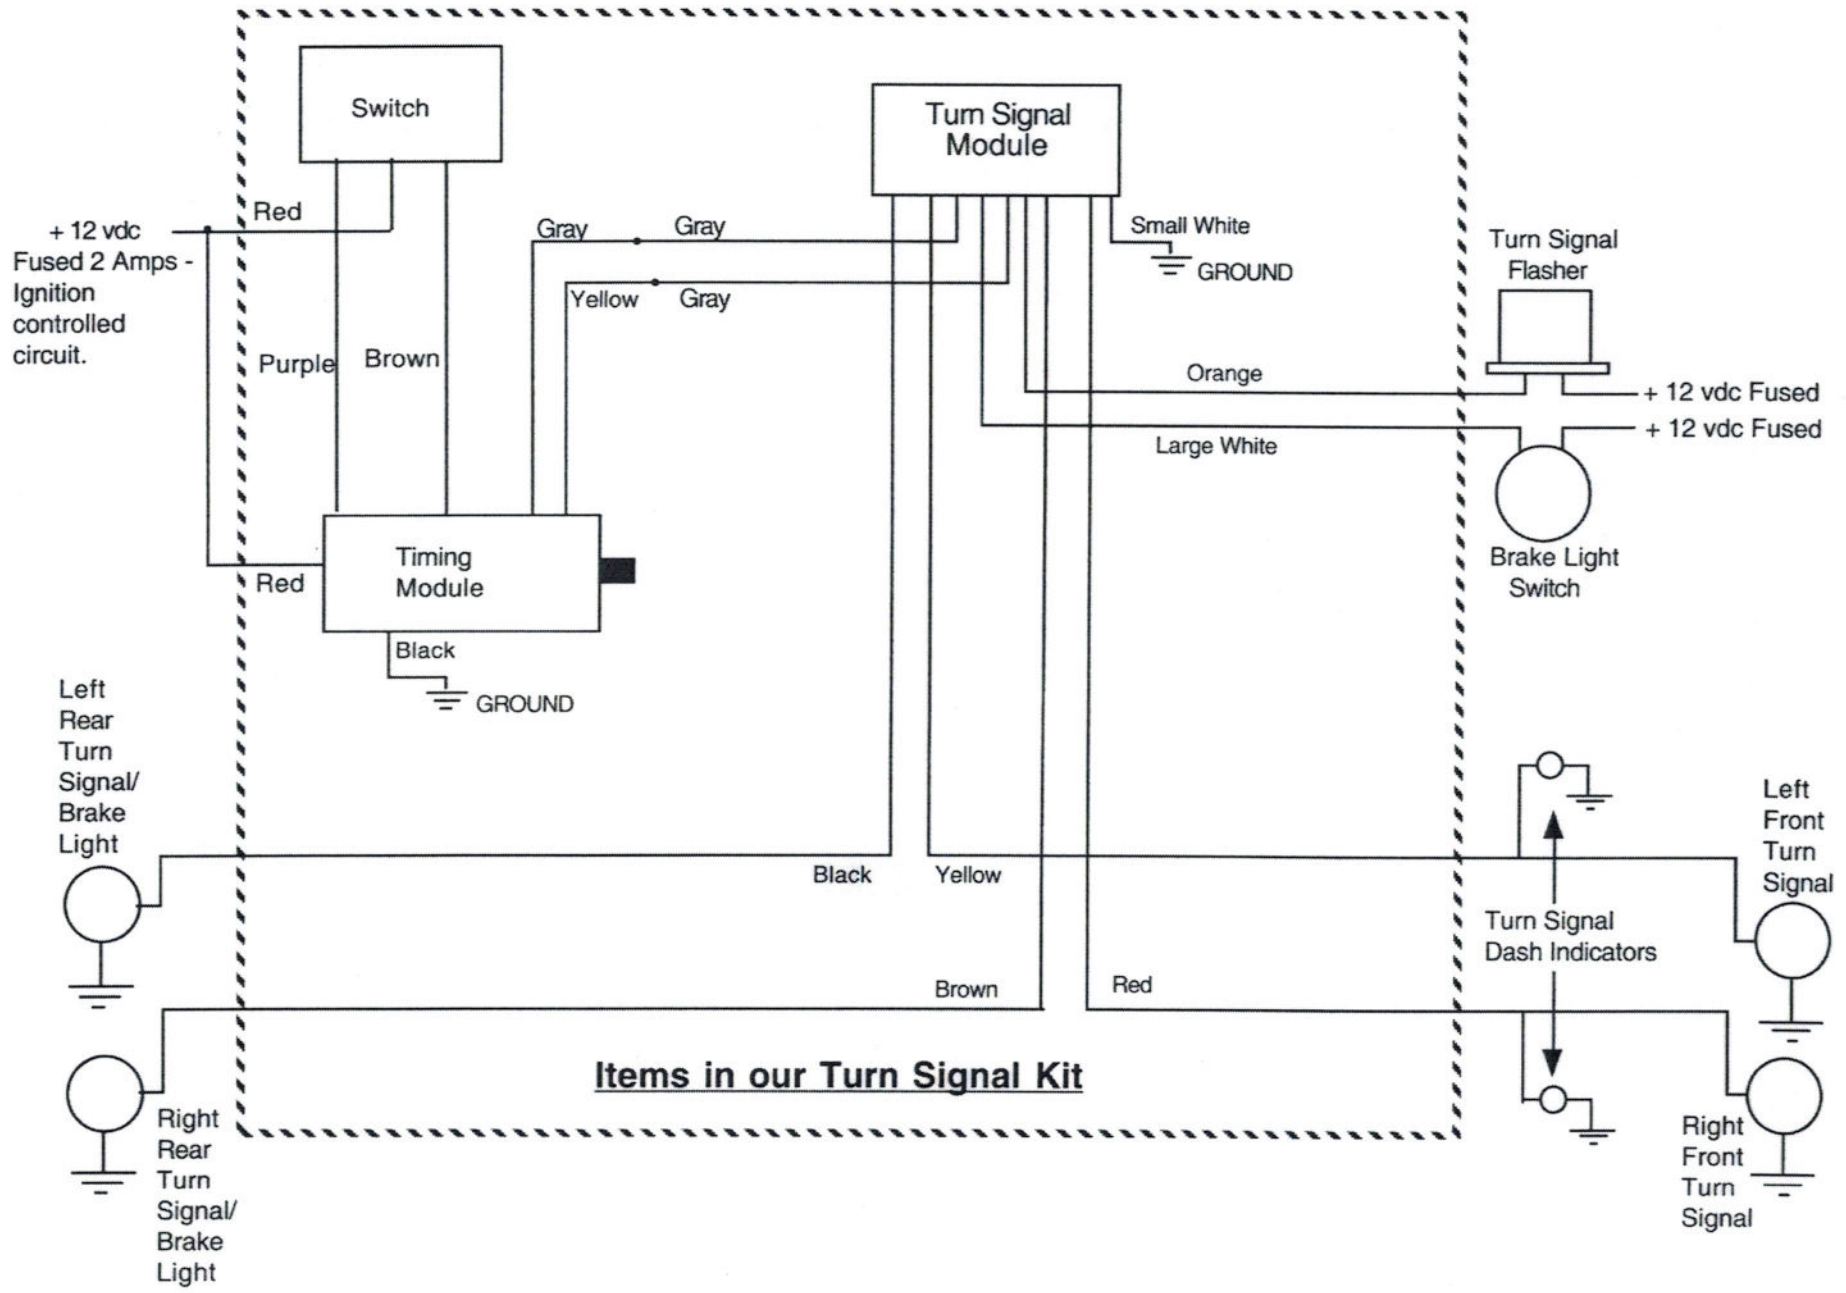 Switch
Turn Signal
Module
Red
+ 12 vdc
Fused 2 Amps -
Ignition
controlled
circuit.
Gray
Gray
Small White
GROUND
Yellow
Gray
Turn Signal
Flasher
Purple
Brown
Orange
+ 12 vdc Fused
+ 12 vdc Fused
Large White
Brake Light
Switch
Timing
Module
Red
Black
GROUND
Left
Rear
Turn
Signal/
Brake
Light
Black
Yellow
Left
Front
Turn
Signal
Turn Signal
Dash Indicators
Brown
Red
Items in our Turn Signal Kit
Right
Rear
Turn
Signal/
Brake
Light
Right
Front
Turn
Signal